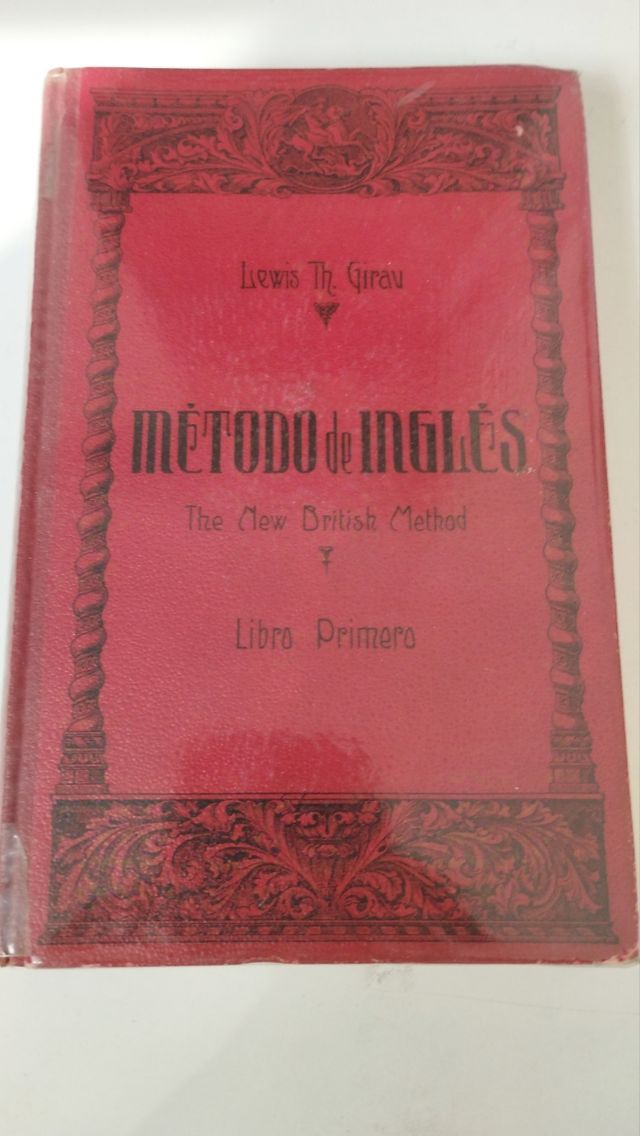 Lewis Th. Girau
MÉTODO de INGLÉS
The New British Method
Libro Primero